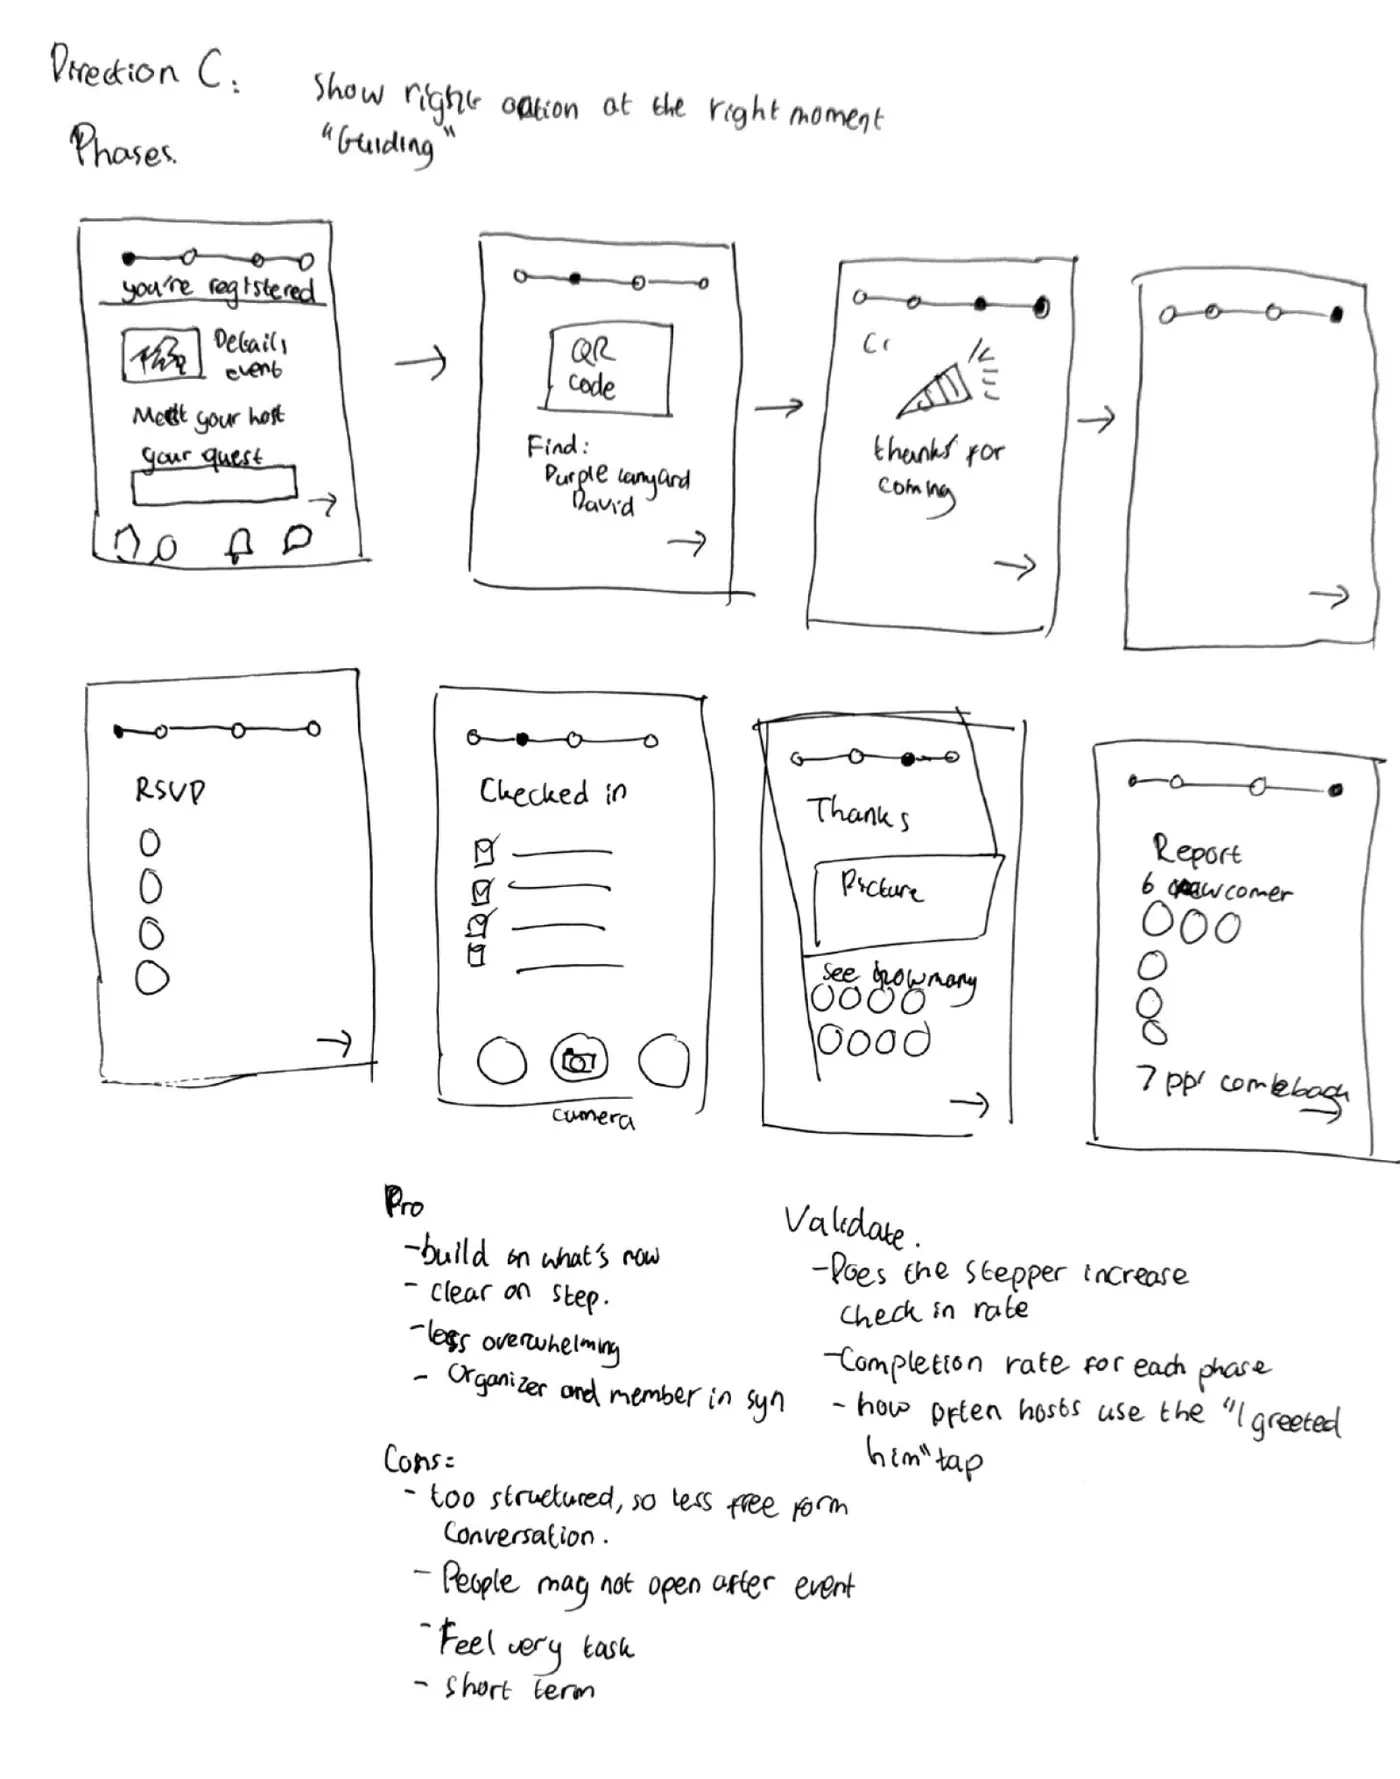 Direction C:
Show right option at the right moment
"Guiding"
Phases.
you're registered
Details
event
Meet your host
your quest
QR
code
Find:
Purple lanyard
David
thanks for
coming
RSVP
Checked in
camera
Thanks
Picture
See how many
Report
6 newcomer
7 ppl comeback
Pro
-build on what's now
- clear on step.
-less overwhelming
- Organizer and member in syn
Cons:
- too structured, so less free form
Conversation.
- People may not open after event
- Feel very task
- short term
Validate.
-Does the stepper increase
check in rate
-Completion rate for each phase
- how often hosts use the "I greeted
him" tap